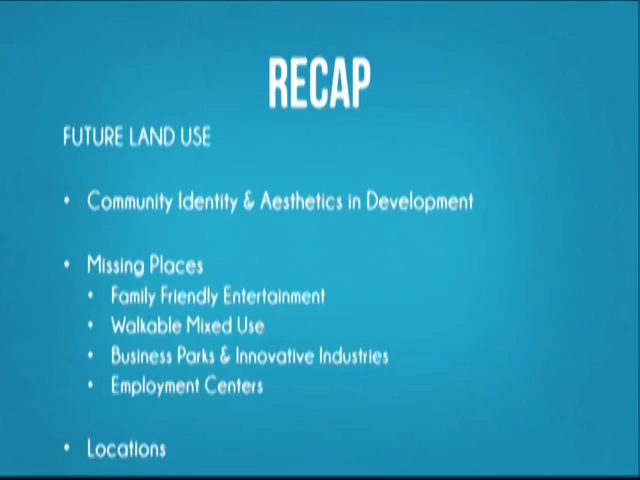 RECAP
FUTURE LAND USE
• Community Identity & Aesthetics in Development
• Missing Places
• Family Friendly Entertainment
• Walkable Mixed Use
• Business Parks & Innovative Industries
• Employment Centers
• Locations